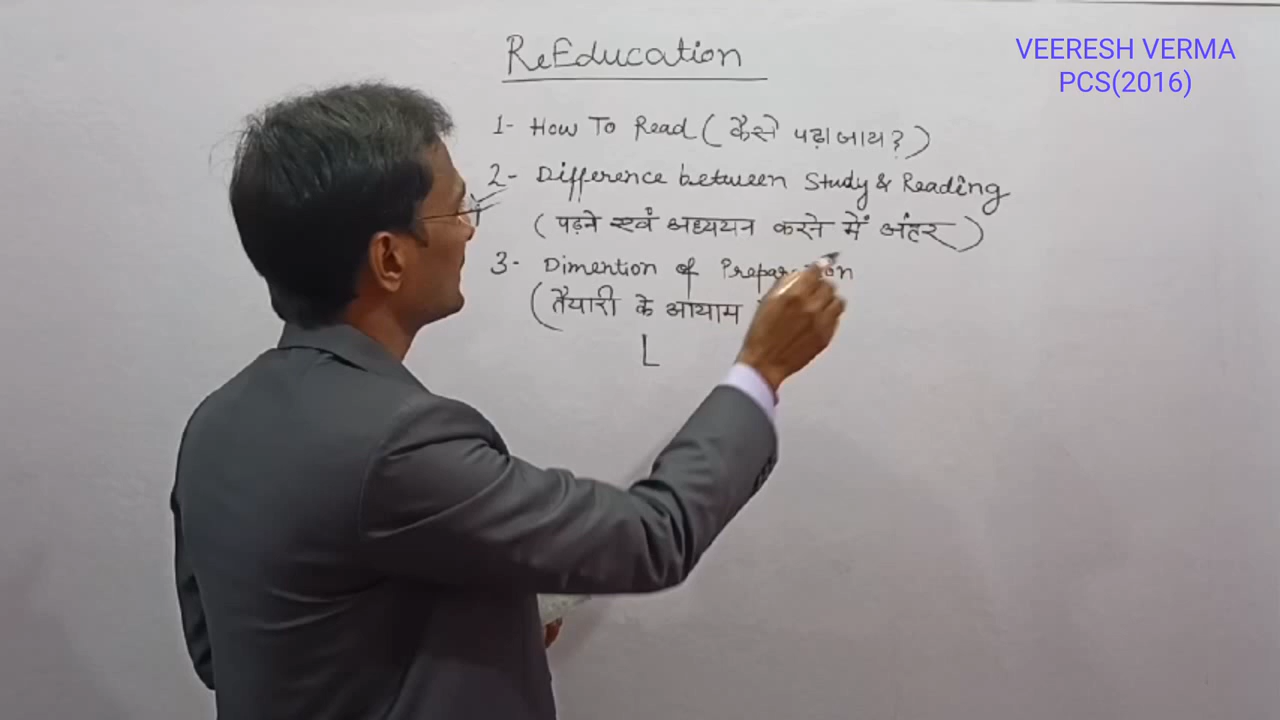 ReEducation
VEERESH VERMA
PCS(2016)
1- How To Read (कैसे पढ़ा जाय?)
2- Difference between Study & Reading
(पढ़ने एवं अध्ययन करने में अंतर)
3- Dimention of Preparation
(तैयारी के आयाम
L